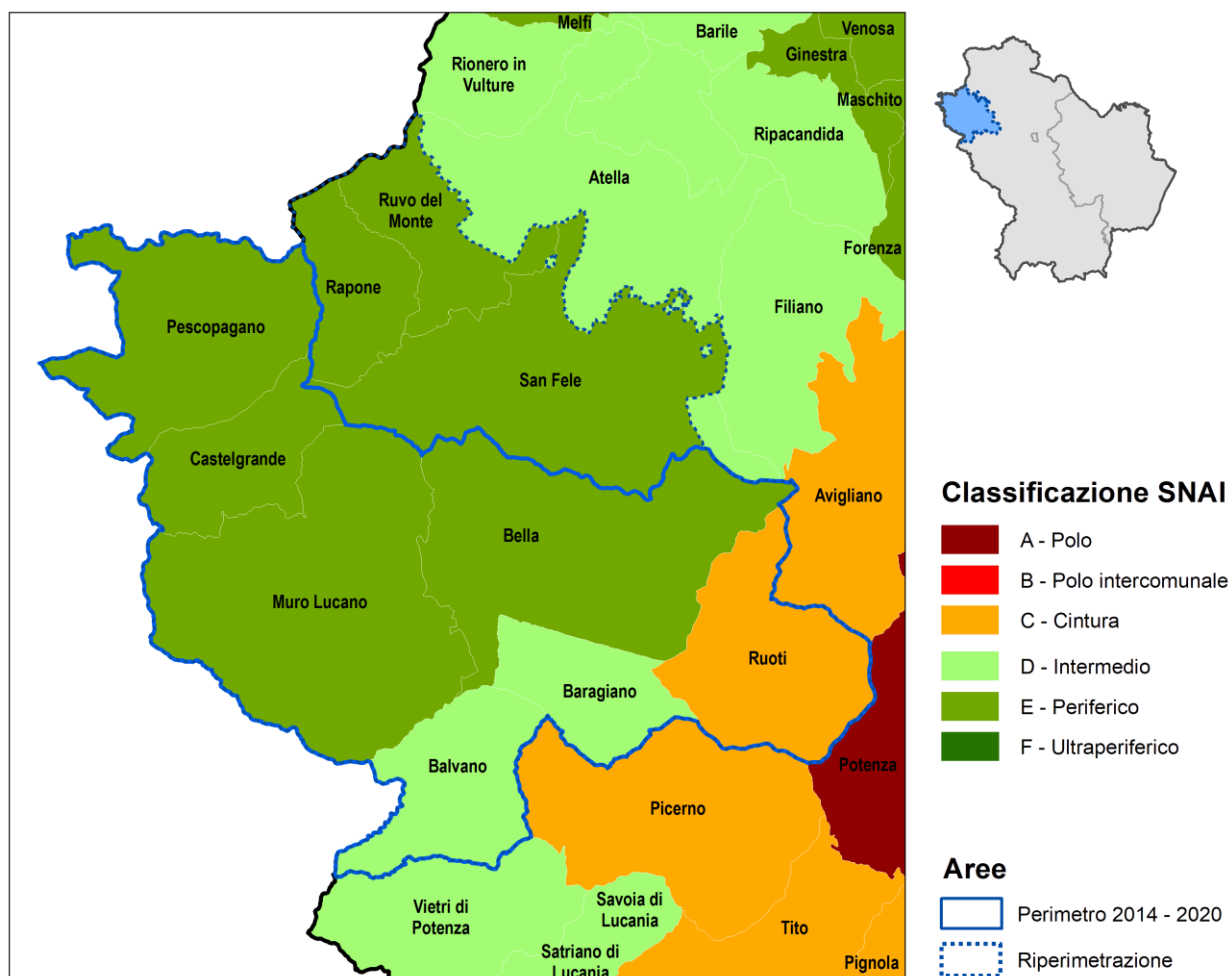 Melfi
Barile
Venosa
Ginestra
Rionero in
Vulture
Maschito
Ripacandida
Atella
Ruvo del
Monte
Forenza
Rapone
Filiano
Pescopagano
San Fele
Castelgrande
Avigliano
Bella
Muro Lucano
Ruoti
Baragiano
Balvano
Potenza
Picerno
Vietri di
Potenza
Savoia di
Lucania
Tito
Satriano di
Lucania
Pignola
Classificazione SNAI
A - Polo
B - Polo intercomunale
C - Cintura
D - Intermedio
E - Periferico
F - Ultraperiferico
Aree
Perimetro 2014 - 2020
Riperimetrazione